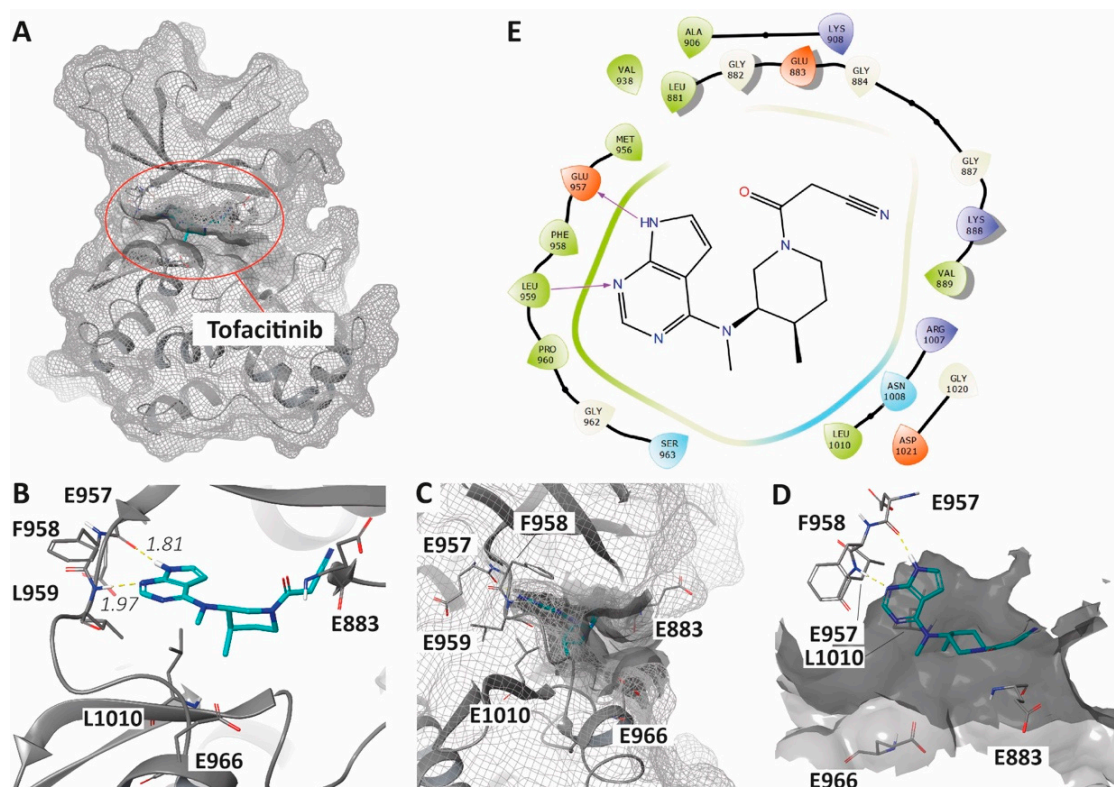 A
Tofacitinib
E
ALA
906
LYS
908
VAL
938
LEU
881
GLY
882
GLU
883
GLY
884
MET
956
GLU
957
GLY
887
PHE
958
LYS
888
LEU
959
VAL
889
PRO
960
ARG
1007
GLY
962
ASN
1008
GLY
1020
SER
963
LEU
1010
ASP
1021
O
N
HN
N
N
N
N
B
E957
F958
1.81
L959
1.97
E883
L1010
E966
C
F958
E957
E959
E883
E1010
E966
D
E957
F958
E957
L1010
E883
E966